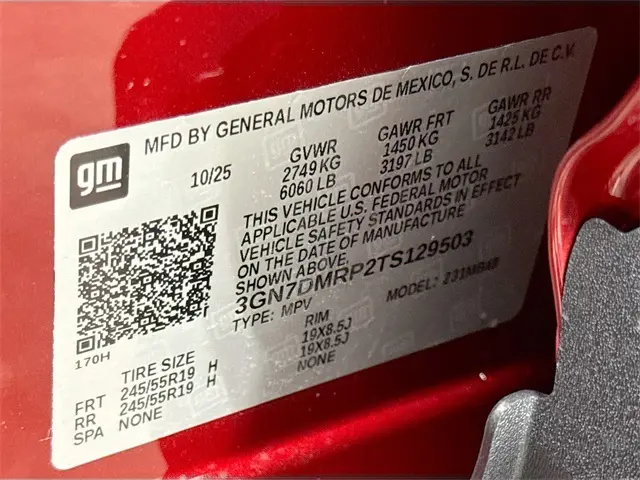 MFD BY GENERAL MOTORS DE MEXICO, S. DE R.L. DE C.V.
gm
10/25 GVWR GAWR FRT GAWR RR
2749 KG 1450 KG 1425 KG
6060 LB 3197 LB 3142 LB
THIS VEHICLE CONFORMS TO ALL
APPLICABLE U.S. FEDERAL MOTOR
VEHICLE SAFETY STANDARDS IN EFFECT
ON THE DATE OF MANUFACTURE
SHOWN ABOVE.
3GN7DMRP2TS129503
TYPE: MPV MODEL:
170H
TIRE SIZE RIM
FRT 245/55R19 H 19X8.5J
RR 245/55R19 H 19X8.5J
SPA NONE NONE